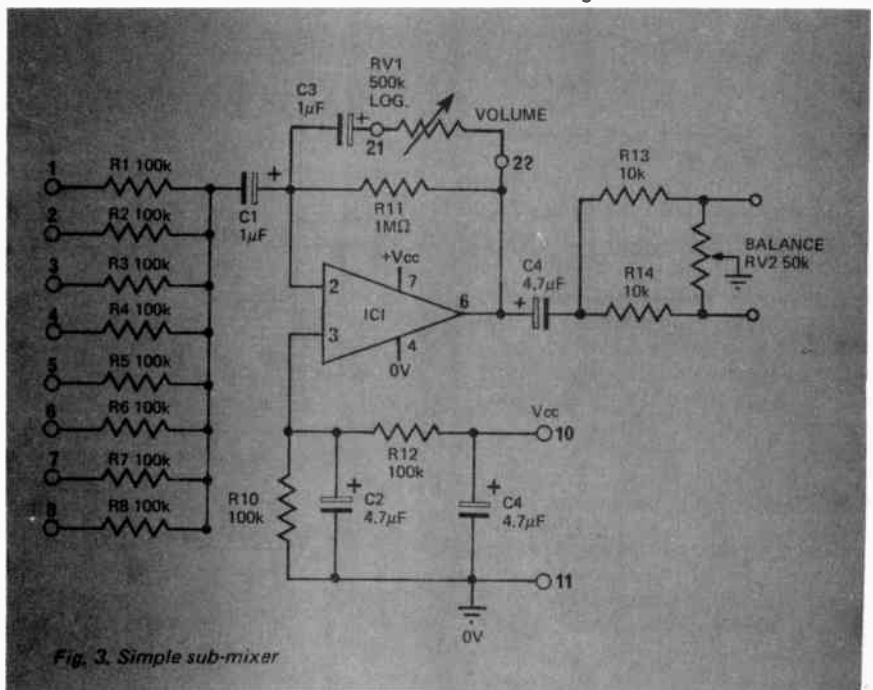 C3
1µF
RV1
500k
LOG.
+
21
VOLUME
22
1
R1 100k
2
R2 100k
3
R3 100k
4
R4 100k
5
R5 100k
6
R6 100k
7
R7 100k
8
R8 100k
+
C1
1µF
R11
1MΩ
+Vcc
7
2
3
ICI
6
4
0V
+
C4
4.7µF
R13
10k
R14
10k
BALANCE
RV2 50k
R10
100k
+
C2
4.7µF
R12
100k
Vcc
10
+
C4
4.7µF
11
0V
Fig. 3. Simple sub-mixer